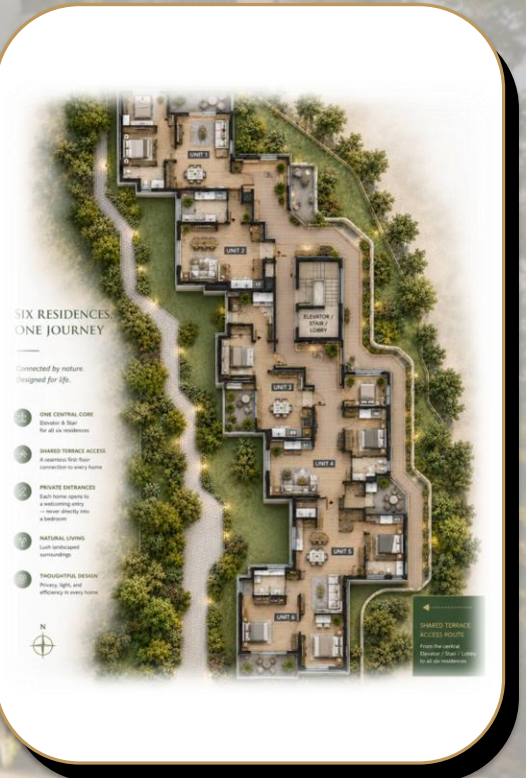 UNIT 1
UNIT 2
SIX RESIDENCES,
ONE JOURNEY
ELEVATOR /
STAIR /
LOBBY
Connected by nature.
Designed for life.
UNIT 3
ONE CENTRAL CORE
Elevator & Stair
for all six residences
SHARED TERRACE ACCESS
A seamless first-floor
connection to every home
UNIT 4
PRIVATE ENTRANCES
Each home opens to
a welcoming entry
— never directly into
a bedroom
NATURAL LIVING
Lush landscaped
surroundings
UNIT 5
THOUGHTFUL DESIGN
Privacy, light, and
efficiency in every home
UNIT 6
N
SHARED TERRACE
ACCESS ROUTE
From the central
Elevator / Stair / Lobby
to all six residences